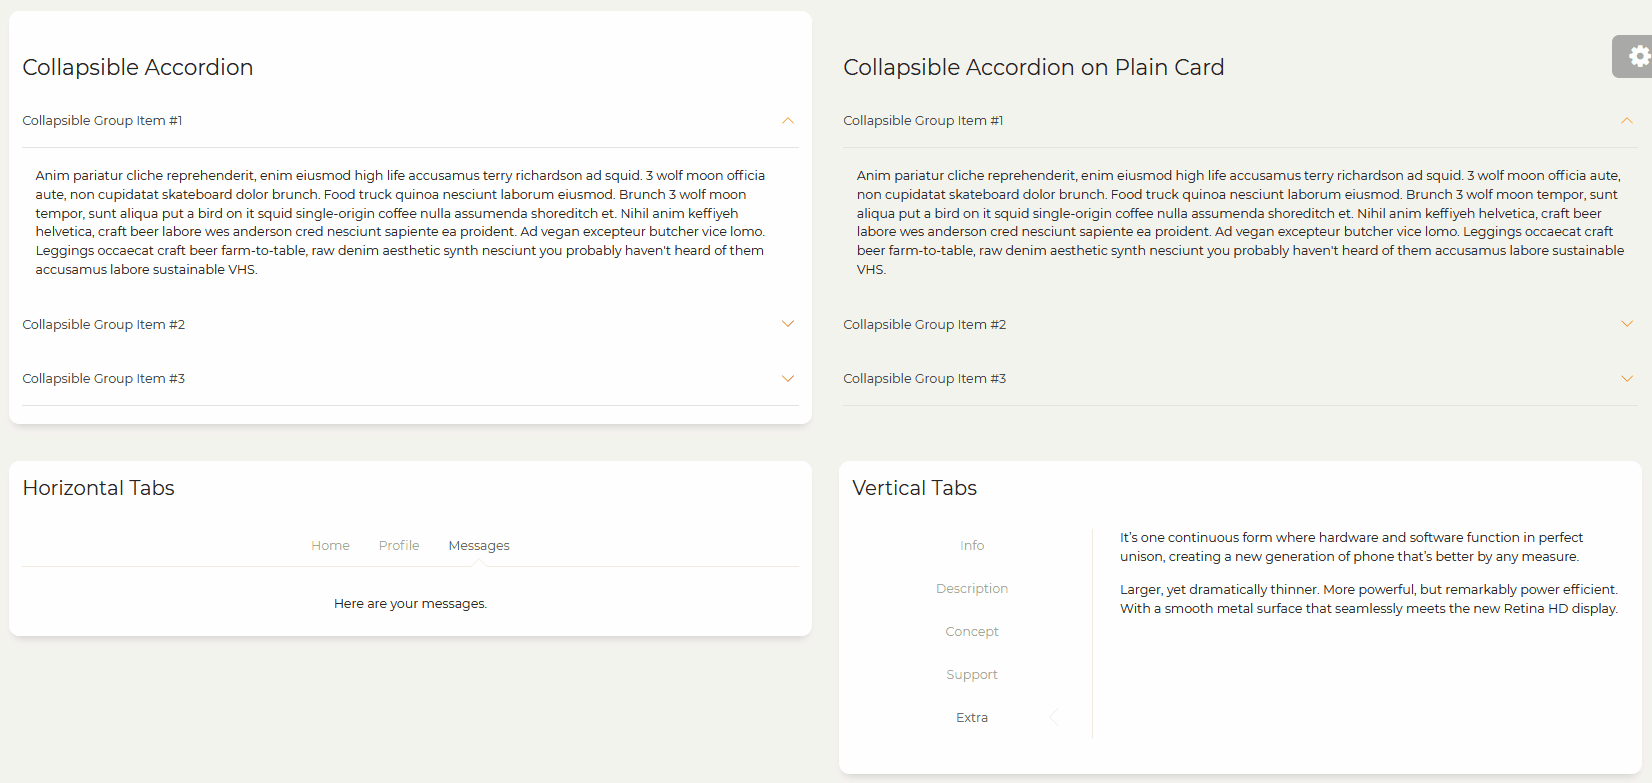 Collapsible Accordion
Collapsible Group Item #1
Anim pariatur cliche reprehenderit, enim eiusmod high life accusamus terry richardson ad squid. 3 wolf moon officia
aute, non cupidatat skateboard dolor brunch. Food truck quinoa nesciunt laborum eiusmod. Brunch 3 wolf moon
tempor, sunt aliqua put a bird on it squid single-origin coffee nulla assumenda shoreditch et. Nihil anim keffiyeh
helvetica, craft beer labore wes anderson cred nesciunt sapiente ea proident. Ad vegan excepteur butcher vice lomo.
Leggings occaecat craft beer farm-to-table, raw denim aesthetic synth nesciunt you probably haven't heard of them
accusamus labore sustainable VHS.
Collapsible Group Item #2
Collapsible Group Item #3
Collapsible Accordion on Plain Card
Collapsible Group Item #1
Anim pariatur cliche reprehenderit, enim eiusmod high life accusamus terry richardson ad squid. 3 wolf moon officia aute,
non cupidatat skateboard dolor brunch. Food truck quinoa nesciunt laborum eiusmod. Brunch 3 wolf moon tempor, sunt
aliqua put a bird on it squid single-origin coffee nulla assumenda shoreditch et. Nihil anim keffiyeh helvetica, craft beer
labore wes anderson cred nesciunt sapiente ea proident. Ad vegan excepteur butcher vice lomo. Leggings occaecat craft
beer farm-to-table, raw denim aesthetic synth nesciunt you probably haven't heard of them accusamus labore sustainable
VHS.
Collapsible Group Item #2
Collapsible Group Item #3
Horizontal Tabs
Home Profile Messages
Here are your messages.
Vertical Tabs
Info
Description
Concept
Support
Extra
It's one continuous form where hardware and software function in perfect
unison, creating a new generation of phone that's better by any measure.
Larger, yet dramatically thinner. More powerful, but remarkably power efficient.
With a smooth metal surface that seamlessly meets the new Retina HD display.